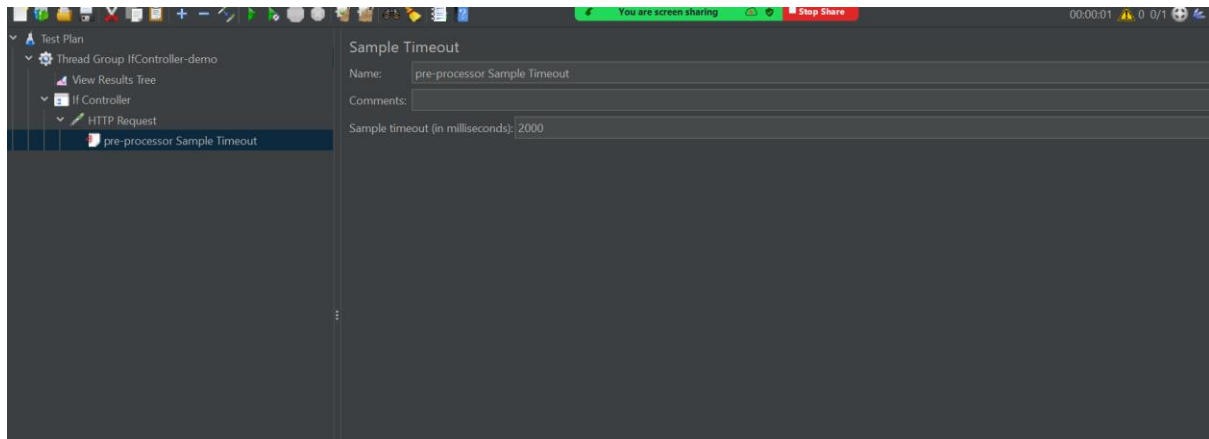 You are screen sharing
Stop Share
00:00:01
0 0/1
Test Plan
Thread Group IfController-demo
View Results Tree
If Controller
HTTP Request
pre-processor Sample Timeout
Sample Timeout
Name: pre-processor Sample Timeout
Comments:
Sample timeout (in milliseconds): 2000